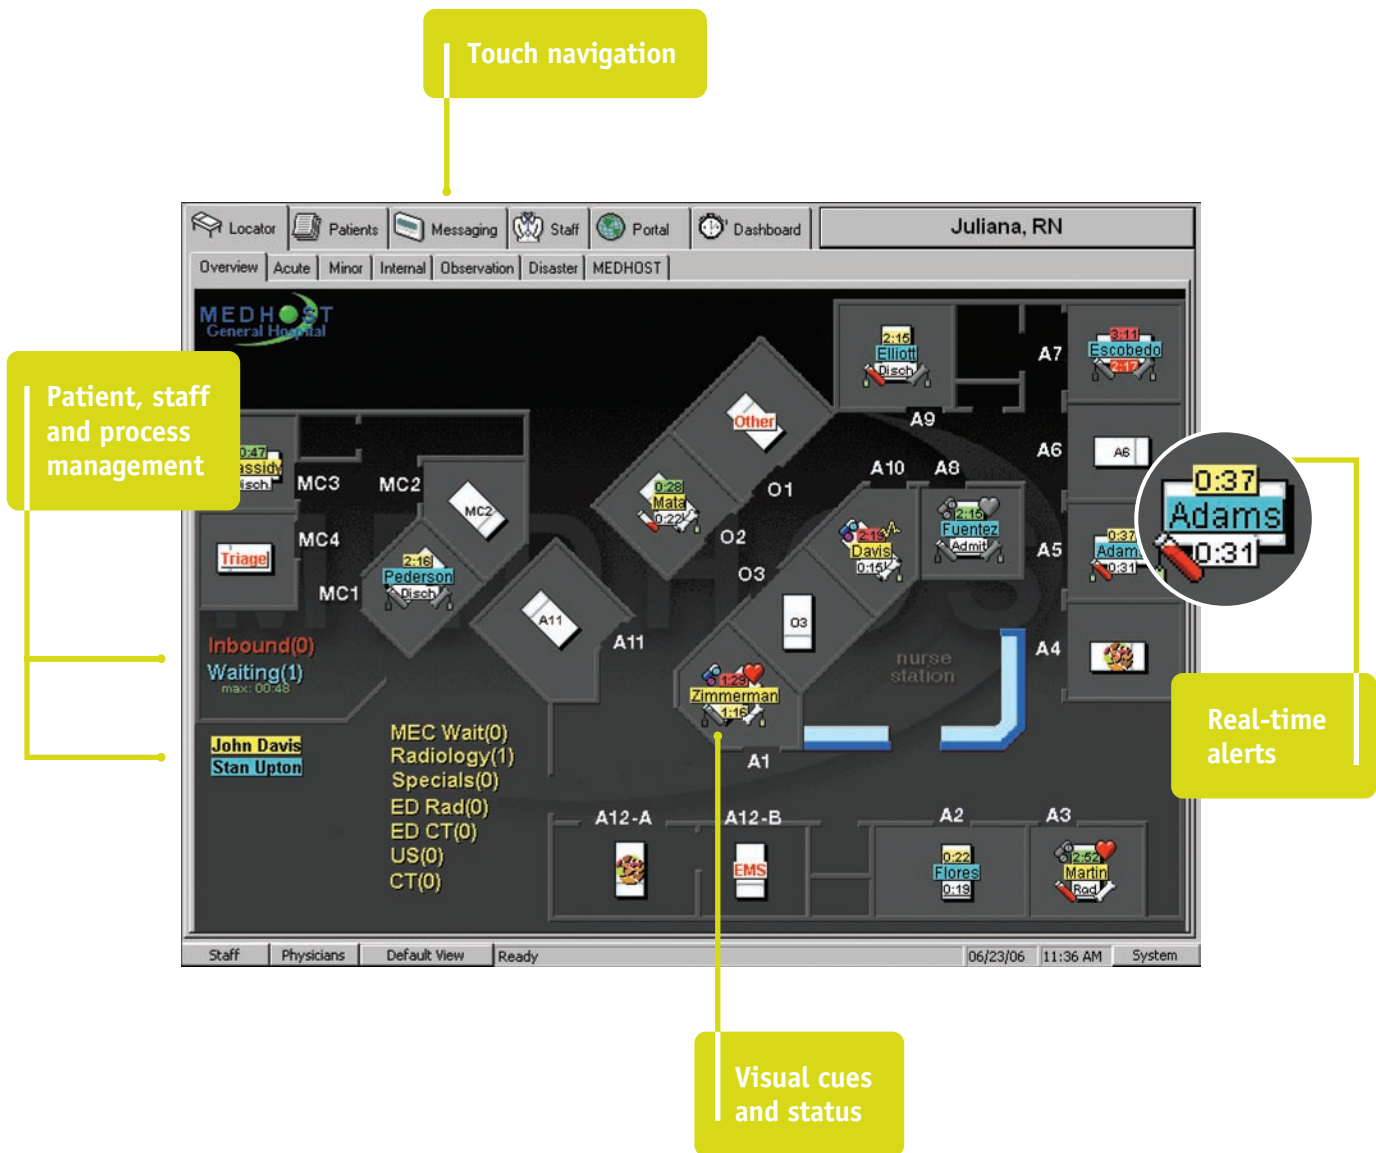 Touch navigation
Locator
Patients
Messaging
Staff
Portal
Dashboard
Juliana, RN
Overview
Acute
Minor
Internal
Observation
Disaster
MEDHOST
MEDHOST
General Hospital
Patient, staff
and process
management
0:47
assidy
isch
MC3
MC4
Triage
MC2
MC2
MC1
2:16
Pederson
Disch
A11
A11
Other
O1
0:28
Mata
0:22
O2
O3
O3
2:15
Elliott
Disch
A9
A10
2:19
Davis
0:15
A8
2:15
Fuentez
Admit
A7
3:11
Escobedo
2:17
A6
A6
A5
0:37
Adams
0:31
0:37
Adams
0:31
A4
nurse
station
1:29
Zimmerman
1:16
A1
Inbound(0)
Waiting(1)
max: 00:48
John Davis
Stan Upton
MEC Wait(0)
Radiology(1)
Specials(0)
ED Rad(0)
ED CT(0)
US(0)
CT(0)
Real-time
alerts
A12-A
A12-B
EMS
A2
0:22
Flores
0:19
A3
2:52
Martin
Rad
Staff
Physicians
Default View
Ready
06/23/06
11:36 AM
System
Visual cues
and status